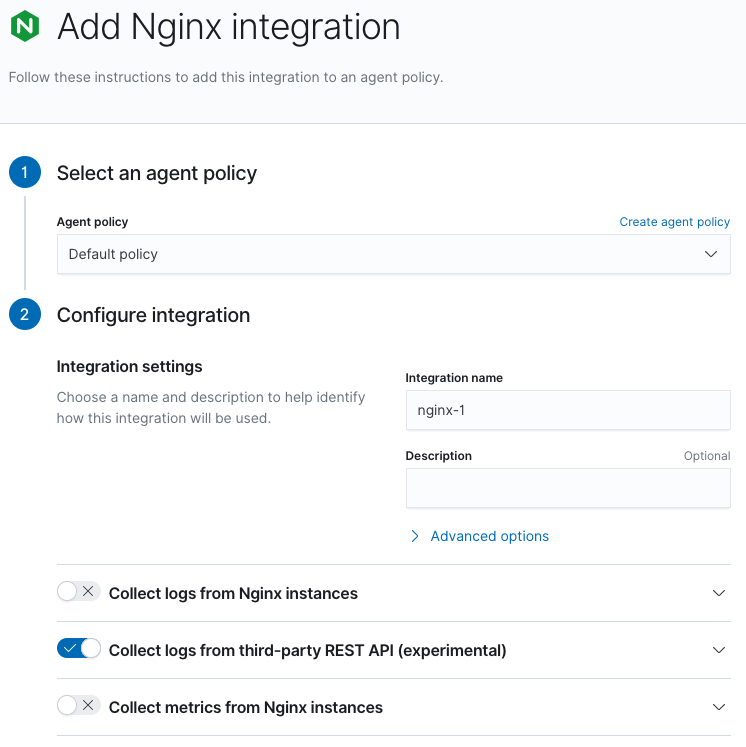 N
Add Nginx integration
Follow these instructions to add this integration to an agent policy.
1
Select an agent policy
Agent policy
Create agent policy
Default policy
2
Configure integration
Integration settings
Choose a name and description to help identify
how this integration will be used.
Integration name
nginx-1
Description
Optional
Advanced options
Collect logs from Nginx instances
Collect logs from third-party REST API (experimental)
Collect metrics from Nginx instances